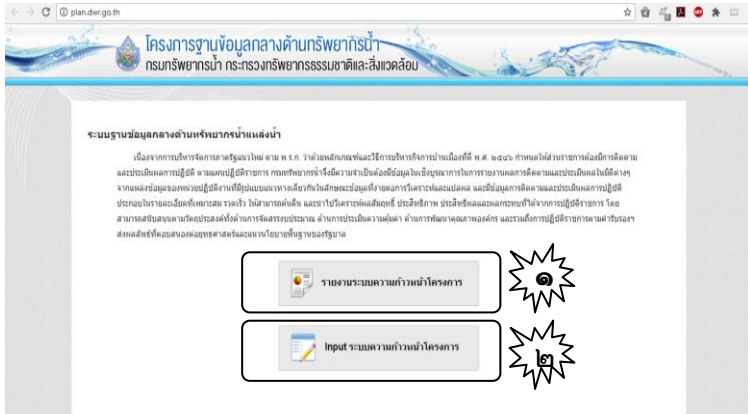 plan.dwr.go.th
โครงการฐานข้อมูลกลางด้านทรัพยากรน้ำ
กรมทรัพยากรน้ำ กระทรวงทรัพยากรธรรมชาติและสิ่งแวดล้อม
ระบบฐานข้อมูลกลางด้านทรัพยากรน้ำแหล่งน้ำ
เนื่องจากการบริหารจัดการภาครัฐแนวใหม่ ตาม พ.ร.ก. ว่าด้วยหลักเกณฑ์และวิธีการบริหารกิจการบ้านเมืองที่ดี พ.ศ. ๒๕๔๖ กำหนดให้ส่วนราชการต้องมีการติดตาม
และประเมินผลการปฏิบัติ ตามแผนปฏิบัติราชการ กรมทรัพยากรน้ำจึงมีความจำเป็นต้องมีข้อมูลในเชิงบูรณาการในการรายงานผลการติดตามและประเมินผลในมิติต่างๆ
จากแหล่งข้อมูลของหน่วยปฏิบัติงานที่มีรูปแบบแนวทางเดียวกันในลักษณะข้อมูลที่ง่ายต่อการวิเคราะห์และแปลผล และมีข้อมูลการติดตามและประเมินผลการปฏิบัติ
ประกอบในรายละเอียดที่เหมาะสม รวดเร็ว ให้สามารถค้นคืน และนำไปวิเคราะห์ผลสัมฤทธิ์ ประสิทธิภาพ ประสิทธิผลและผลกระทบที่ได้จากการปฏิบัติราชการ โดย
สามารถสนับสนุนตามวัตถุประสงค์ทั้งด้านการจัดสรรงบประมาณ ด้านการประเมินความคุ้มค่า ด้านการพัฒนาคุณภาพองค์กร และรวมถึงการปฏิบัติราชการตามคำรับรองฯ
ส่งผลลัพธ์ที่ตอบสนองต่อยุทธศาสตร์และแนวนโยบายพื้นฐานของรัฐบาล
รายงานระบบความก้าวหน้าโครงการ
๑
Input ระบบความก้าวหน้าโครงการ
๒